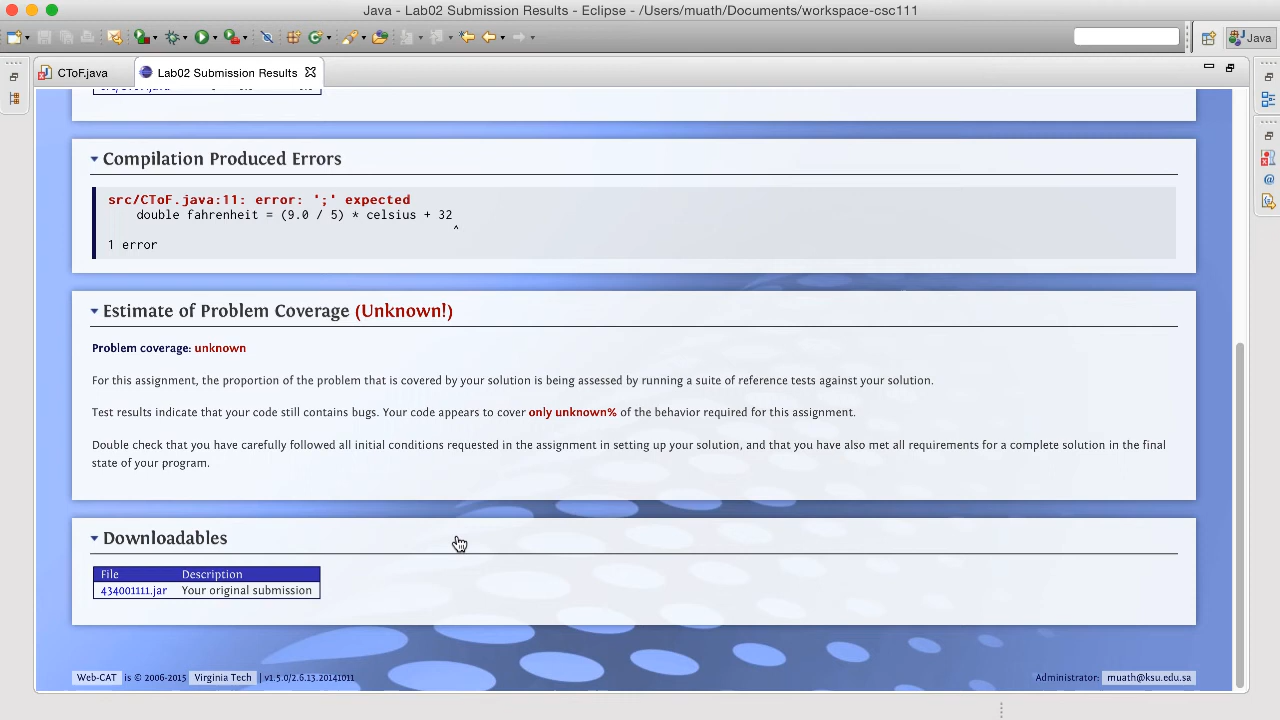 Java - Lab02 Submission Results - Eclipse - /Users/muath/Documents/workspace-csc111
Java
CToF.java
Lab02 Submission Results
Compilation Produced Errors
src/CToF.java:11: error: ';' expected
double fahrenheit = (9.0 / 5) * celsius + 32
^
1 error
Estimate of Problem Coverage (Unknown!)
Problem coverage: unknown
For this assignment, the proportion of the problem that is covered by your solution is being assessed by running a suite of reference tests against your solution.
Test results indicate that your code still contains bugs. Your code appears to cover only unknown% of the behavior required for this assignment.
Double check that you have carefully followed all initial conditions requested in the assignment in setting up your solution, and that you have also met all requirements for a complete solution in the final
state of your program.
Downloadables
File Description
434001111.jar Your original submission
Web-CAT is © 2006-2015 Virginia Tech | v1.5.0/2.6.13.20141011
Administrator: muath@ksu.edu.sa